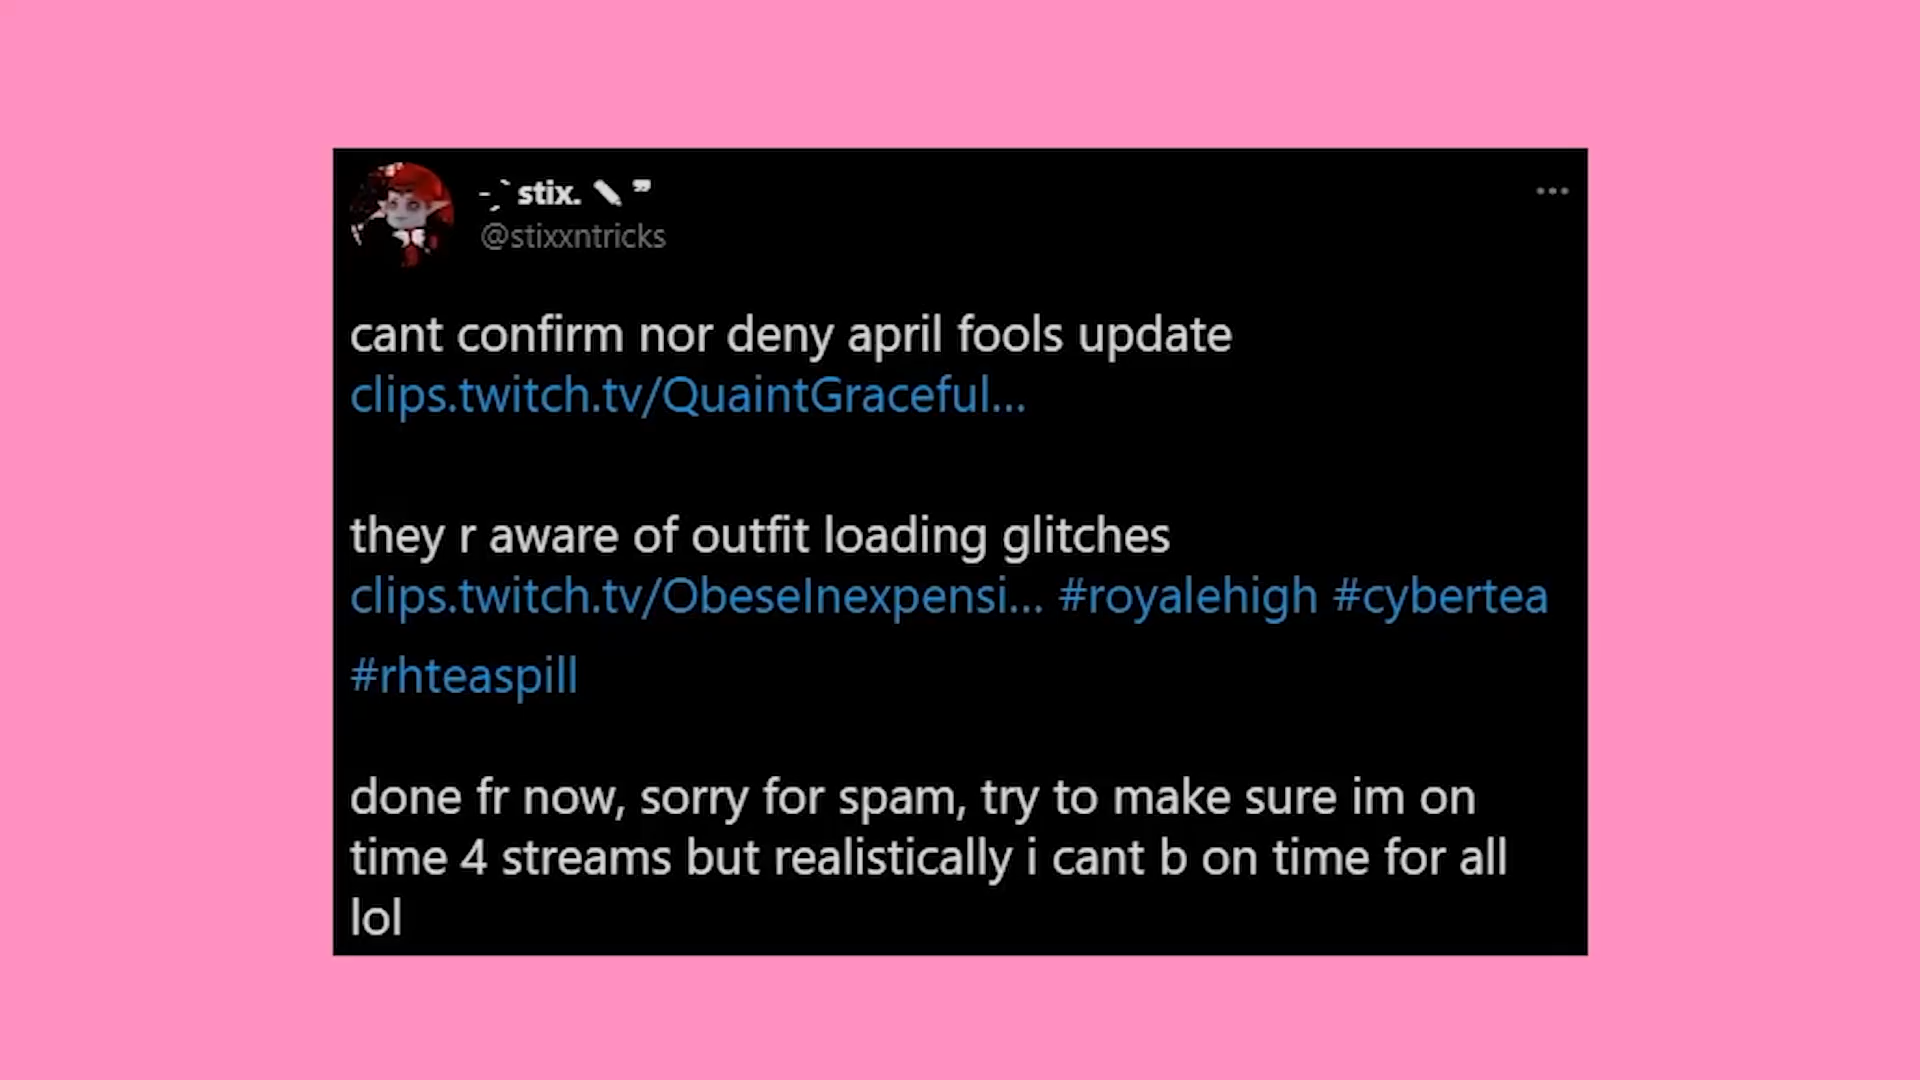 -ˏˋ stix. ✎ ❞
@stixxntricks
cant confirm nor deny april fools update
clips.twitch.tv/QuaintGraceful...
they r aware of outfit loading glitches
clips.twitch.tv/ObeseInexpensi... #royalehigh #cybertea
#rhteaspill
done fr now, sorry for spam, try to make sure im on
time 4 streams but realistically i cant b on time for all
lol